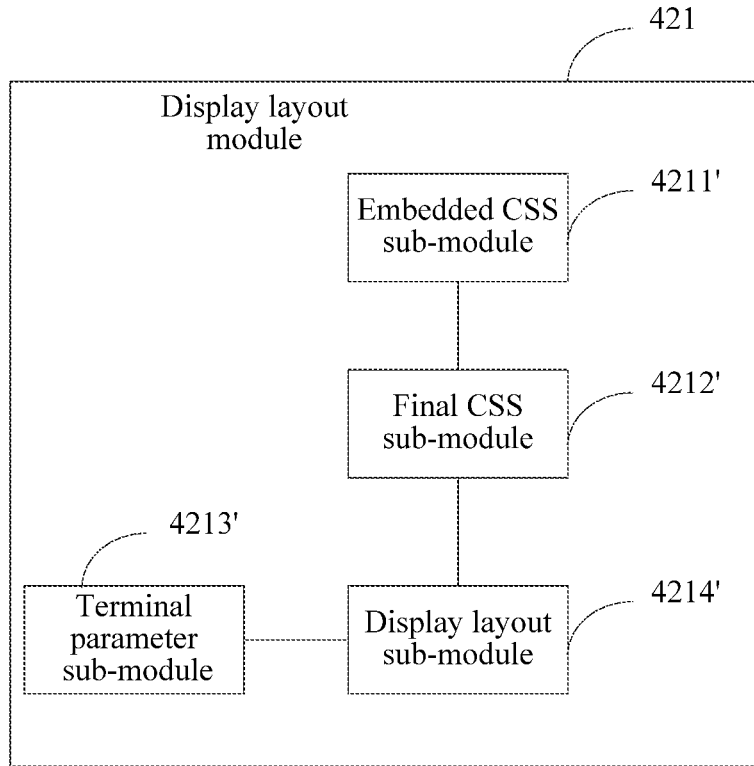 421
Display layout
module
4211'
Embedded CSS
sub-module
4212'
Final CSS
sub-module
4213'
Terminal
parameter
sub-module
4214'
Display layout
sub-module